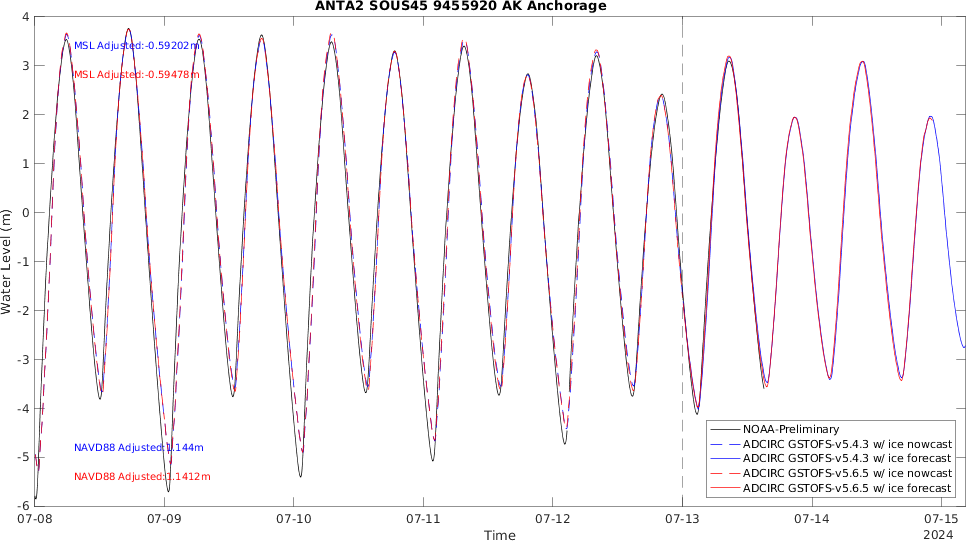 ANTA2 SOUS45 9455920 AK Anchorage
4
3
2
1
0
-1
-2
-3
-4
-5
-6
Water Level (m)
MSL Adjusted:-0.59202m
MSL Adjusted:-0.59478m
NAVD88 Adjusted:1.144m
NAVD88 Adjusted:1.1412m
NOAA-Preliminary
ADCIRC GSTOFS-v5.4.3 w/ ice nowcast
ADCIRC GSTOFS-v5.4.3 w/ ice forecast
ADCIRC GSTOFS-v5.6.5 w/ ice nowcast
ADCIRC GSTOFS-v5.6.5 w/ ice forecast
07-08 07-09 07-10 07-11 07-12 07-13 07-14 07-15
2024
Time